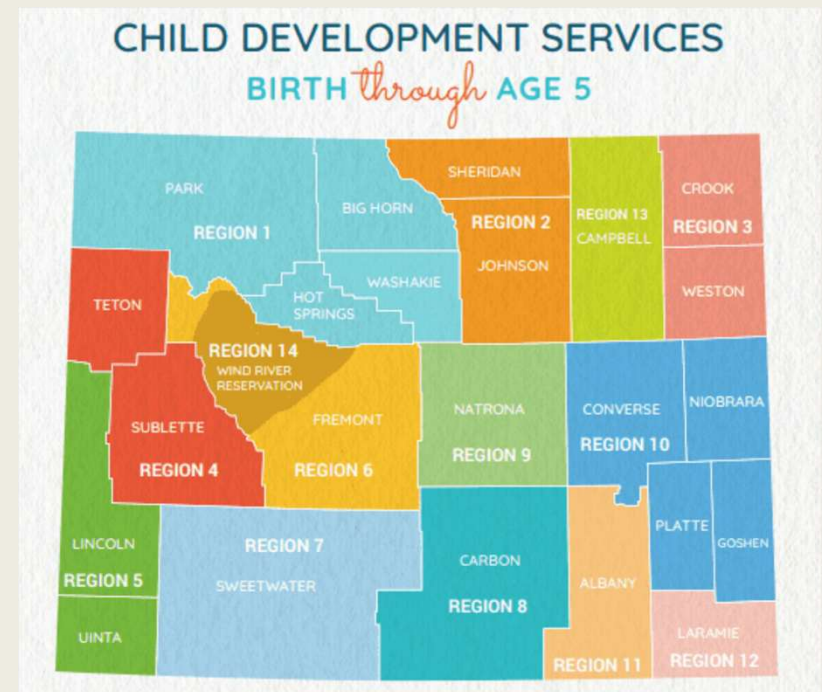 CHILD DEVELOPMENT SERVICES
BIRTH through AGE 5
PARK
REGION 1
BIG HORN
SHERIDAN
REGION 2
JOHNSON
REGION 13
CAMPBELL
CROOK
REGION 3
WESTON
TETON
HOT
SPRINGS
WASHAKIE
REGION 14
WIND RIVER
RESERVATION
SUBLETTE
REGION 4
FREMONT
REGION 6
NATRONA
REGION 9
CONVERSE
REGION 10
NIOBRARA
LINCOLN
REGION 5
UINTA
REGION 7
SWEETWATER
CARBON
REGION 8
ALBANY
REGION 11
PLATTE
GOSHEN
LARAMIE
REGION 12